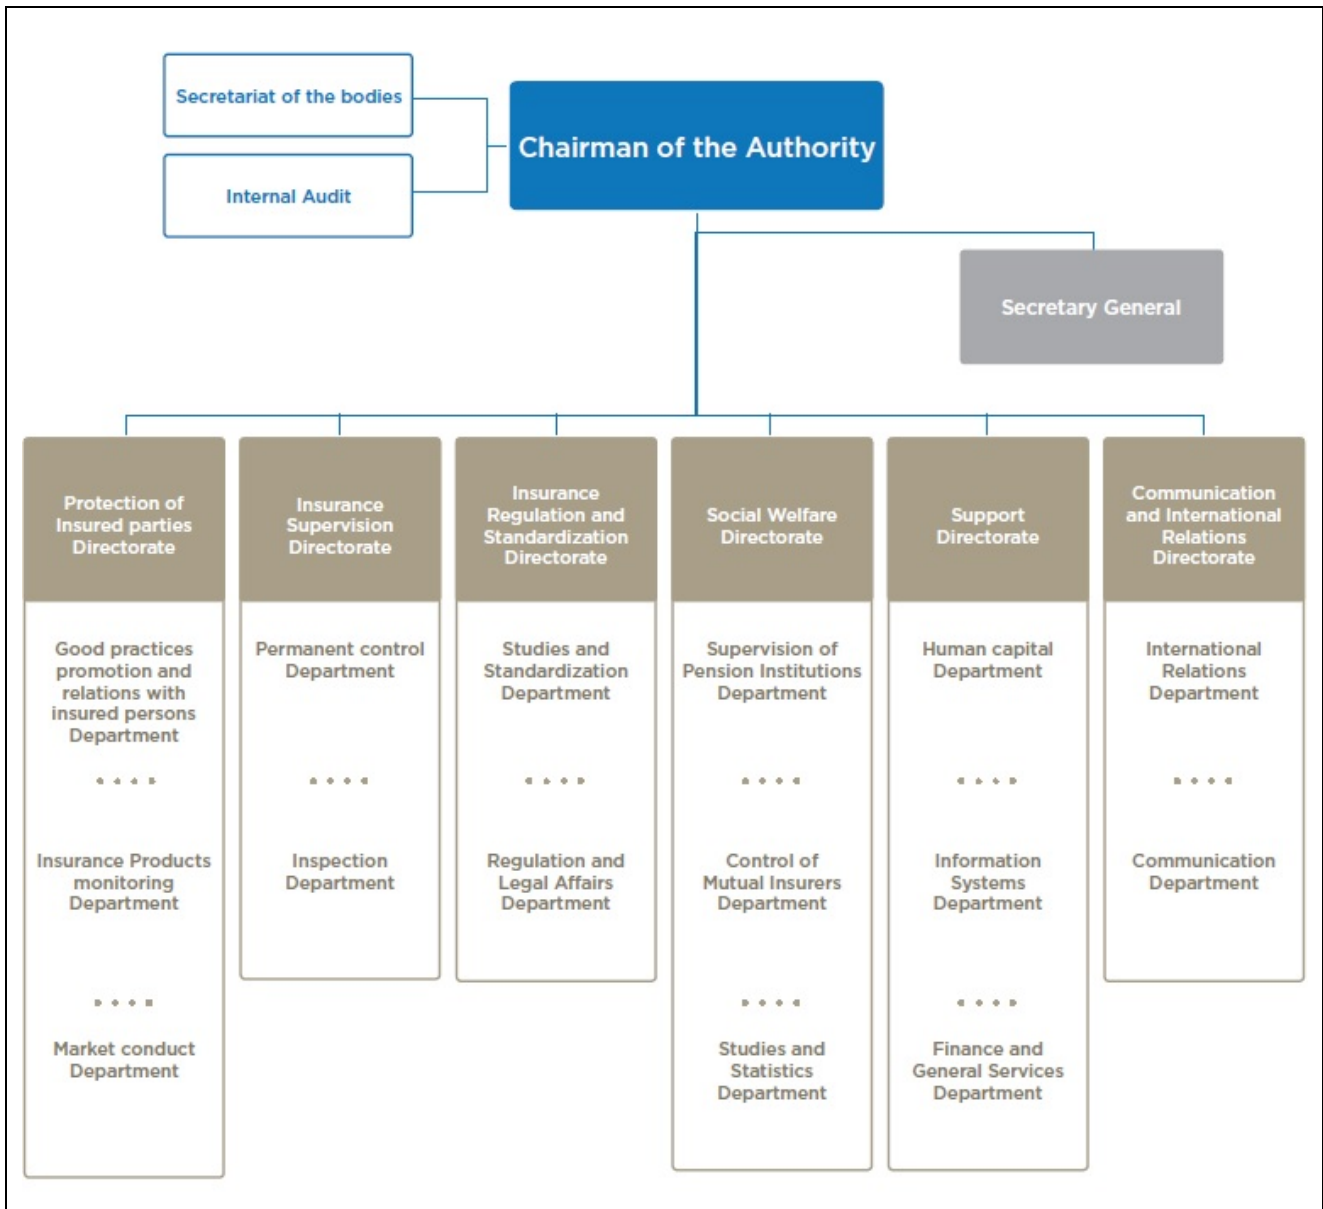 Secretariat of the bodies
Chairman of the Authority
Internal Audit
Secretary General
Protection of
Insured parties
Directorate
Insurance
Supervision
Directorate
Insurance
Regulation and
Standardization
Directorate
Social Welfare
Directorate
Support
Directorate
Communication
and International
Relations
Directorate
Good practices
promotion and
relations with
insured persons
Department
Insurance Products
monitoring
Department
Market conduct
Department
Permanent control
Department
Inspection
Department
Studies and
Standardization
Department
Regulation and
Legal Affairs
Department
Supervision of
Pension Institutions
Department
Control of
Mutual Insurers
Department
Studies and
Statistics
Department
Human capital
Department
Information
Systems
Department
Finance and
General Services
Department
International
Relations
Department
Communication
Department